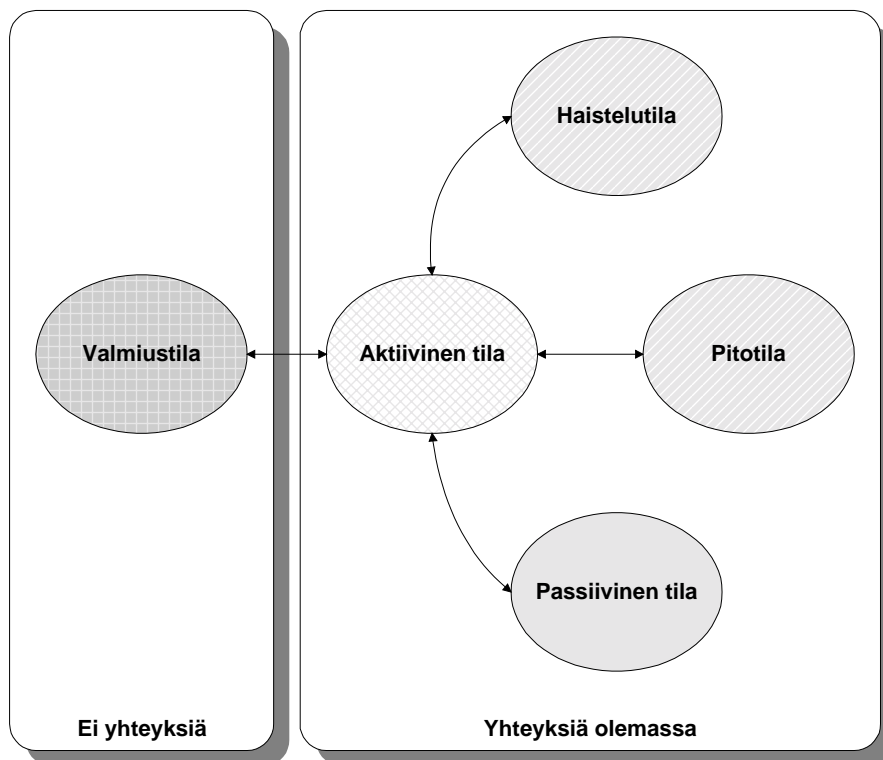 Haistelutila
Valmiustila
Aktiivinen tila
Pitotila
Passiivinen tila
Ei yhteyksiä
Yhteyksiä olemassa